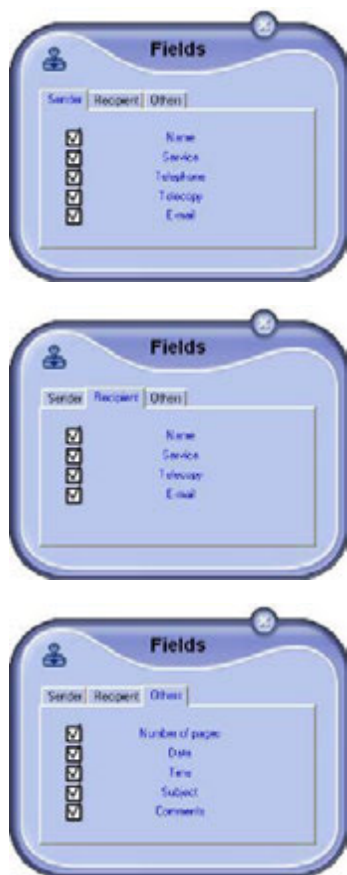 Fields
Sender Recipient Others
Name
Service
Telephone
Telecopy
E-mail
Fields
Sender Recipient Others
Name
Service
Telecopy
E-mail
Fields
Sender Recipient Others
Number of pages
Date
Time
Subject
Comments